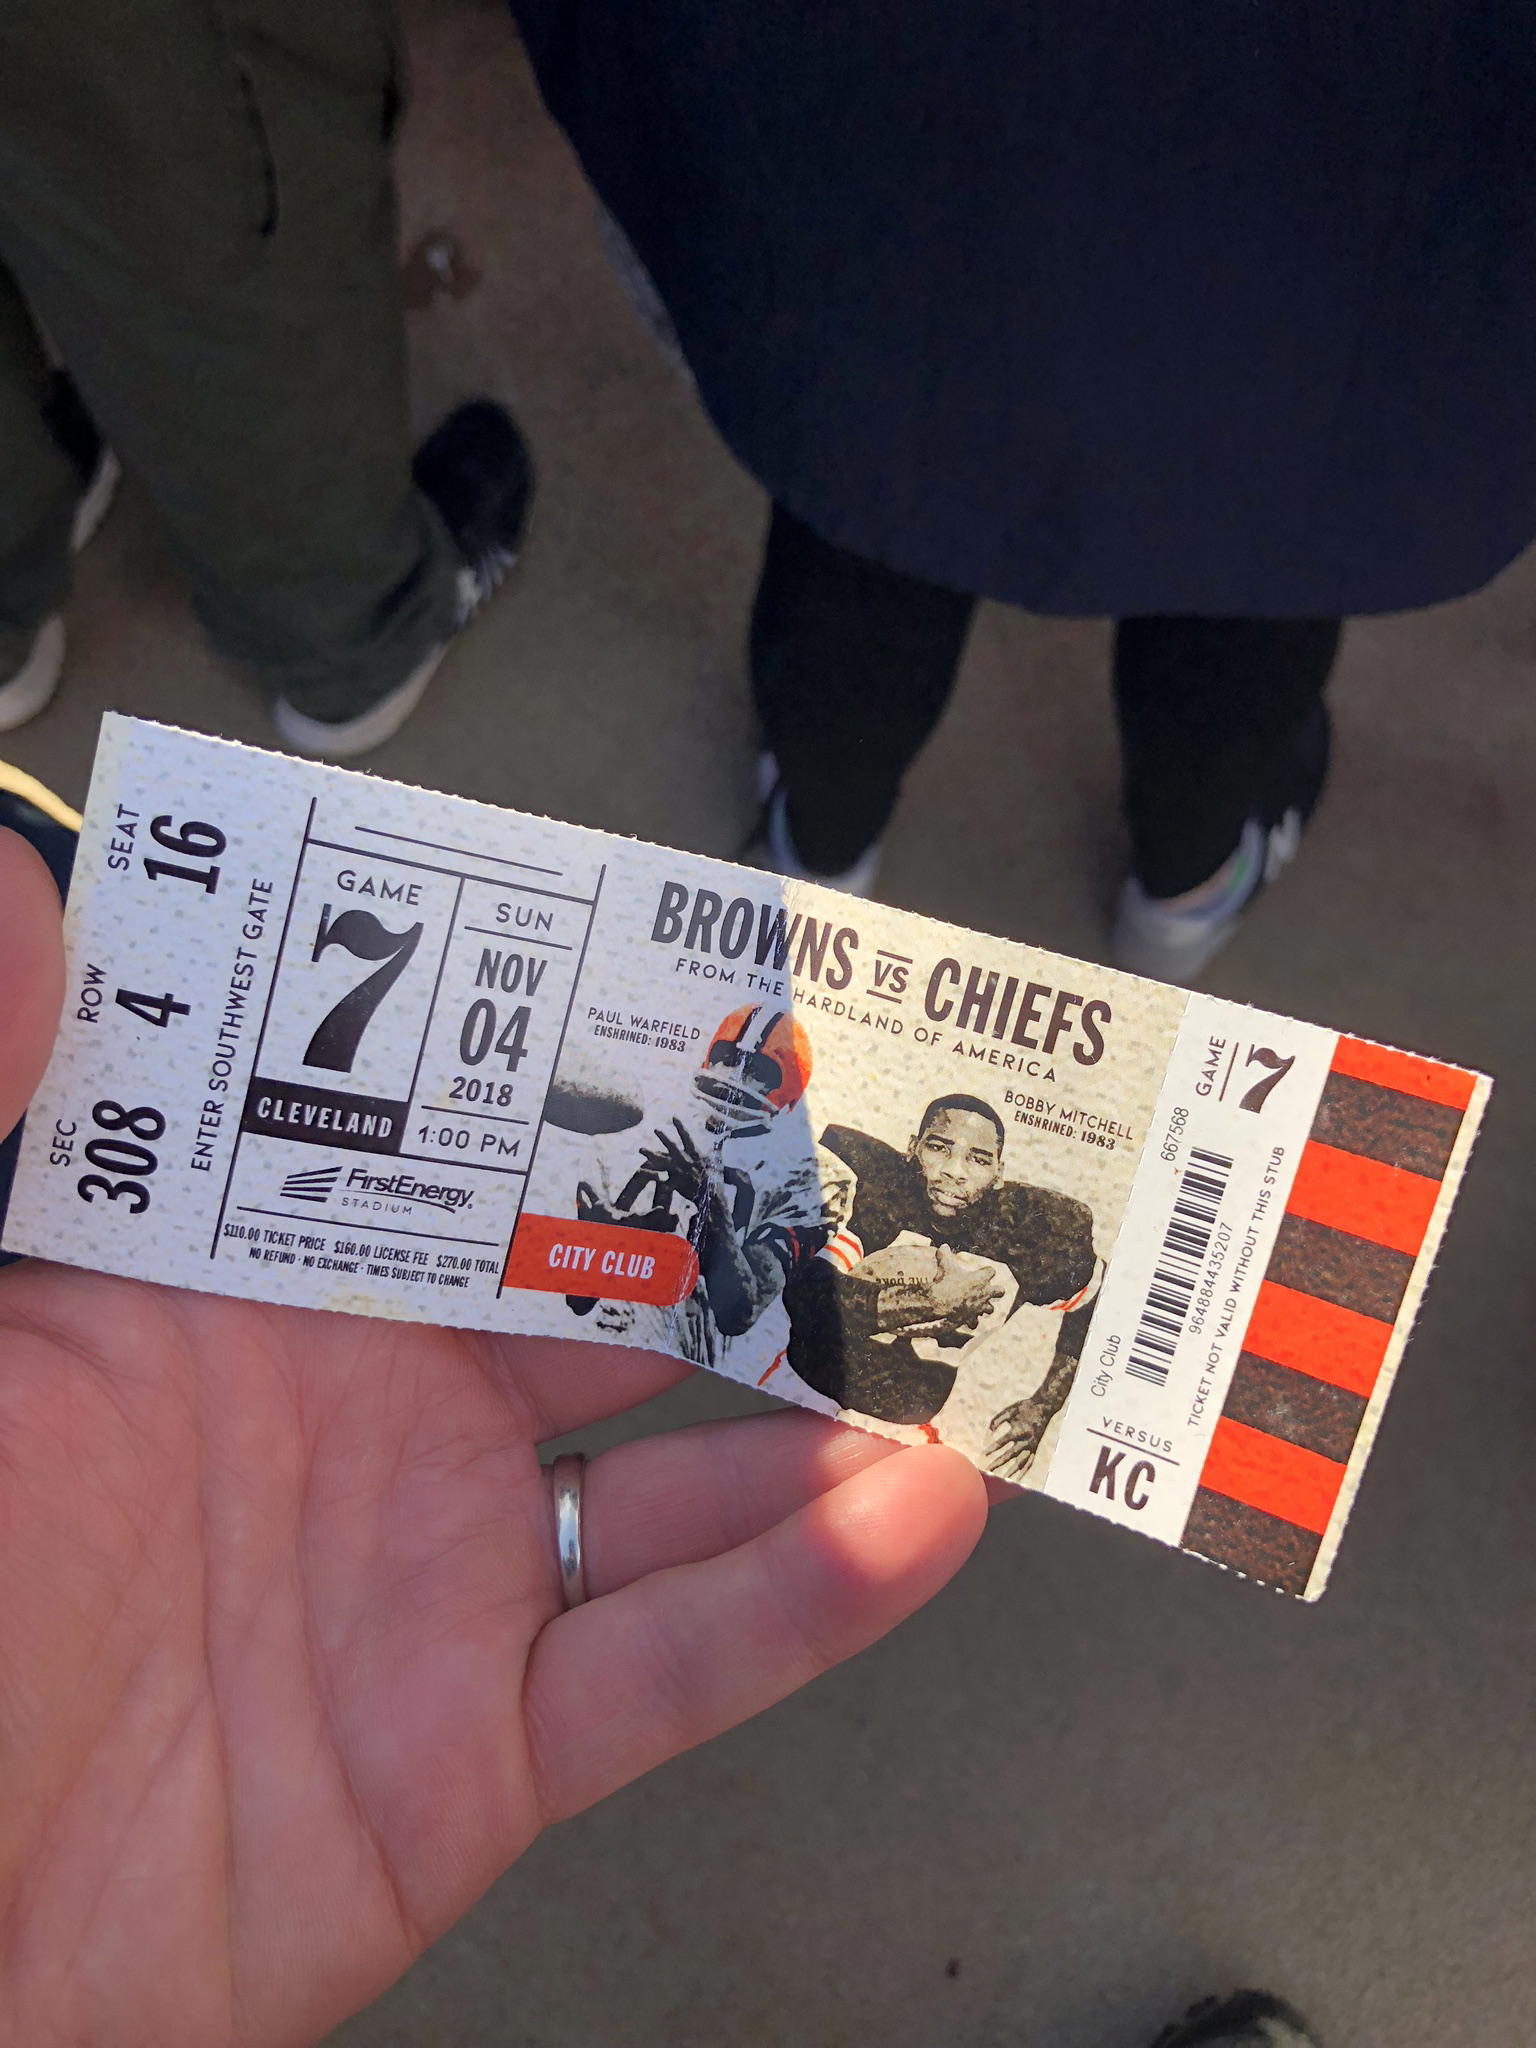 SEC 308
ROW 4
SEAT 16
ENTER SOUTHWEST GATE
GAME
7
CLEVELAND
SUN
NOV
04
2018
1:00 PM
FirstEnergy®
STADIUM
$110.00 TICKET PRICE $160.00 LICENSE FEE $270.00 TOTAL
NO REFUND · NO EXCHANGE · TIMES SUBJECT TO CHANGE
BROWNS VS CHIEFS
FROM THE HARDLAND OF AMERICA
PAUL WARFIELD
ENSHRINED: 1983
BOBBY MITCHELL
ENSHRINED: 1983
THE DUKE
CITY CLUB
GAME 7
City Club 667568
964884435207
TICKET NOT VALID WITHOUT THIS STUB
VERSUS
KC
N